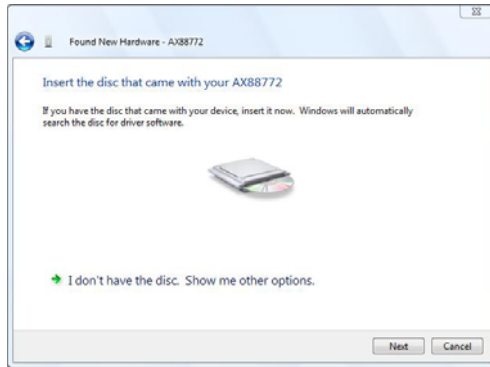 Found New Hardware - AX88772
Insert the disc that came with your AX88772
If you have the disc that came with your device, insert it now. Windows will automatically
search the disc for driver software.
I don't have the disc. Show me other options.
Next Cancel